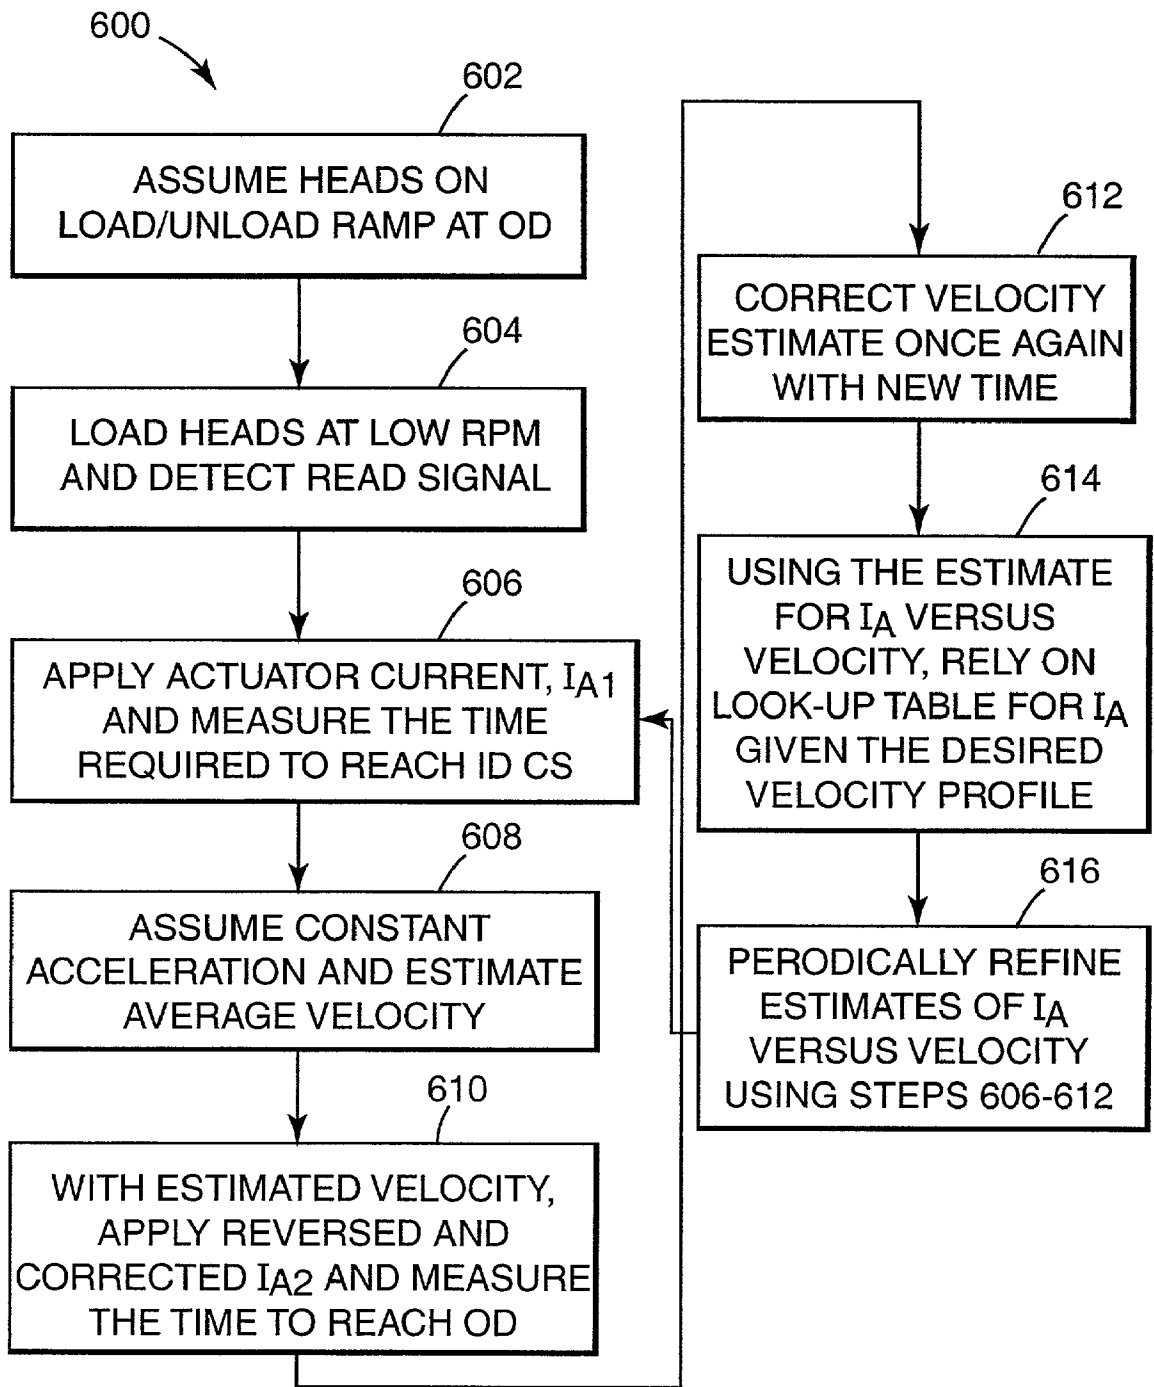 600
602
ASSUME HEADS ON
LOAD/UNLOAD RAMP AT OD
604
LOAD HEADS AT LOW RPM
AND DETECT READ SIGNAL
606
APPLY ACTUATOR CURRENT, IA1
AND MEASURE THE TIME
REQUIRED TO REACH ID CS
608
ASSUME CONSTANT
ACCELERATION AND ESTIMATE
AVERAGE VELOCITY
610
WITH ESTIMATED VELOCITY,
APPLY REVERSED AND
CORRECTED IA2 AND MEASURE
THE TIME TO REACH OD
612
CORRECT VELOCITY
ESTIMATE ONCE AGAIN
WITH NEW TIME
614
USING THE ESTIMATE
FOR IA VERSUS
VELOCITY, RELY ON
LOOK-UP TABLE FOR IA
GIVEN THE DESIRED
VELOCITY PROFILE
616
PERODICALLY REFINE
ESTIMATES OF IA
VERSUS VELOCITY
USING STEPS 606-612